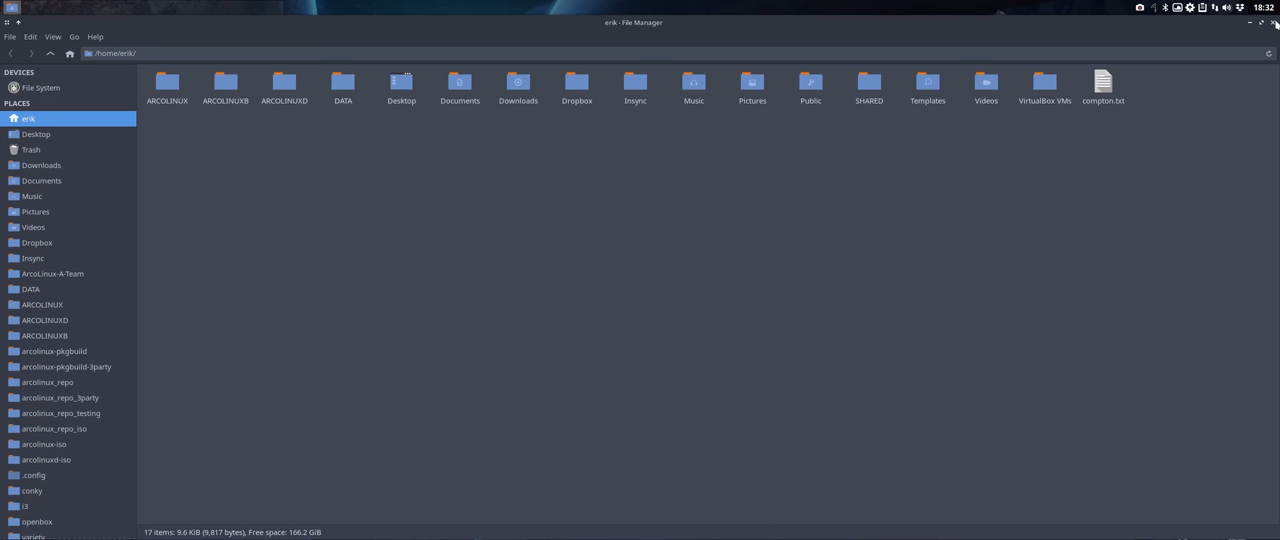 18:32
erik - File Manager
File Edit View Go Help
/home/erik/
DEVICES
File System
PLACES
erik
Desktop
Trash
Downloads
Documents
Music
Pictures
Videos
Dropbox
Insync
ArcoLinux-A-Team
DATA
ARCOLINUX
ARCOLINUXD
ARCOLINUXB
arcolinux-pkgbuild
arcolinux-pkgbuild-3party
arcolinux_repo
arcolinux_repo_3party
arcolinux_repo_testing
arcolinux_repo_iso
arcolinux-iso
arcolinuxd-iso
.config
conky
i3
openbox
variety
ARCOLINUX ARCOLINUXB ARCOLINUXD DATA Desktop Documents Downloads Dropbox Insync Music Pictures Public SHARED Templates Videos VirtualBox VMs compton.txt
17 items: 9.6 KiB (9,817 bytes), Free space: 166.2 GiB